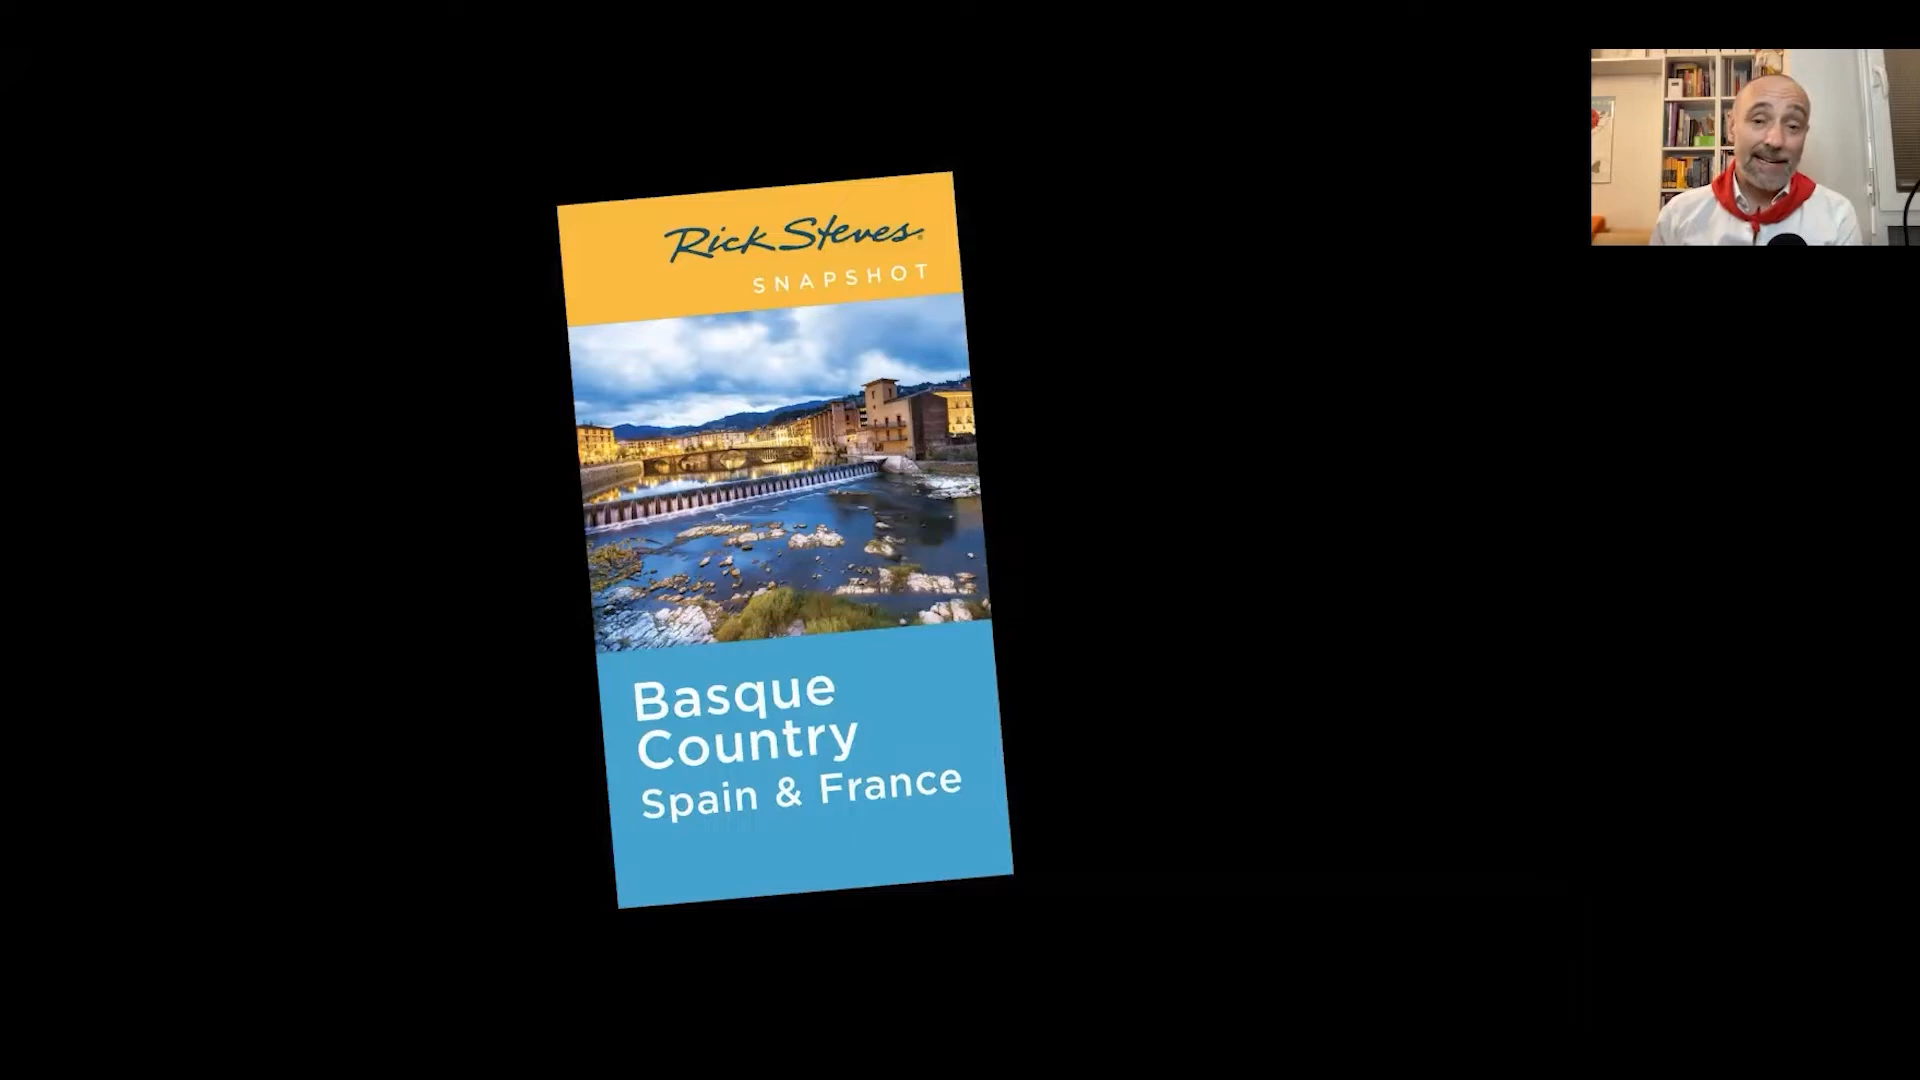 Rick Steves®
SNAPSHOT
Basque
Country
Spain & France